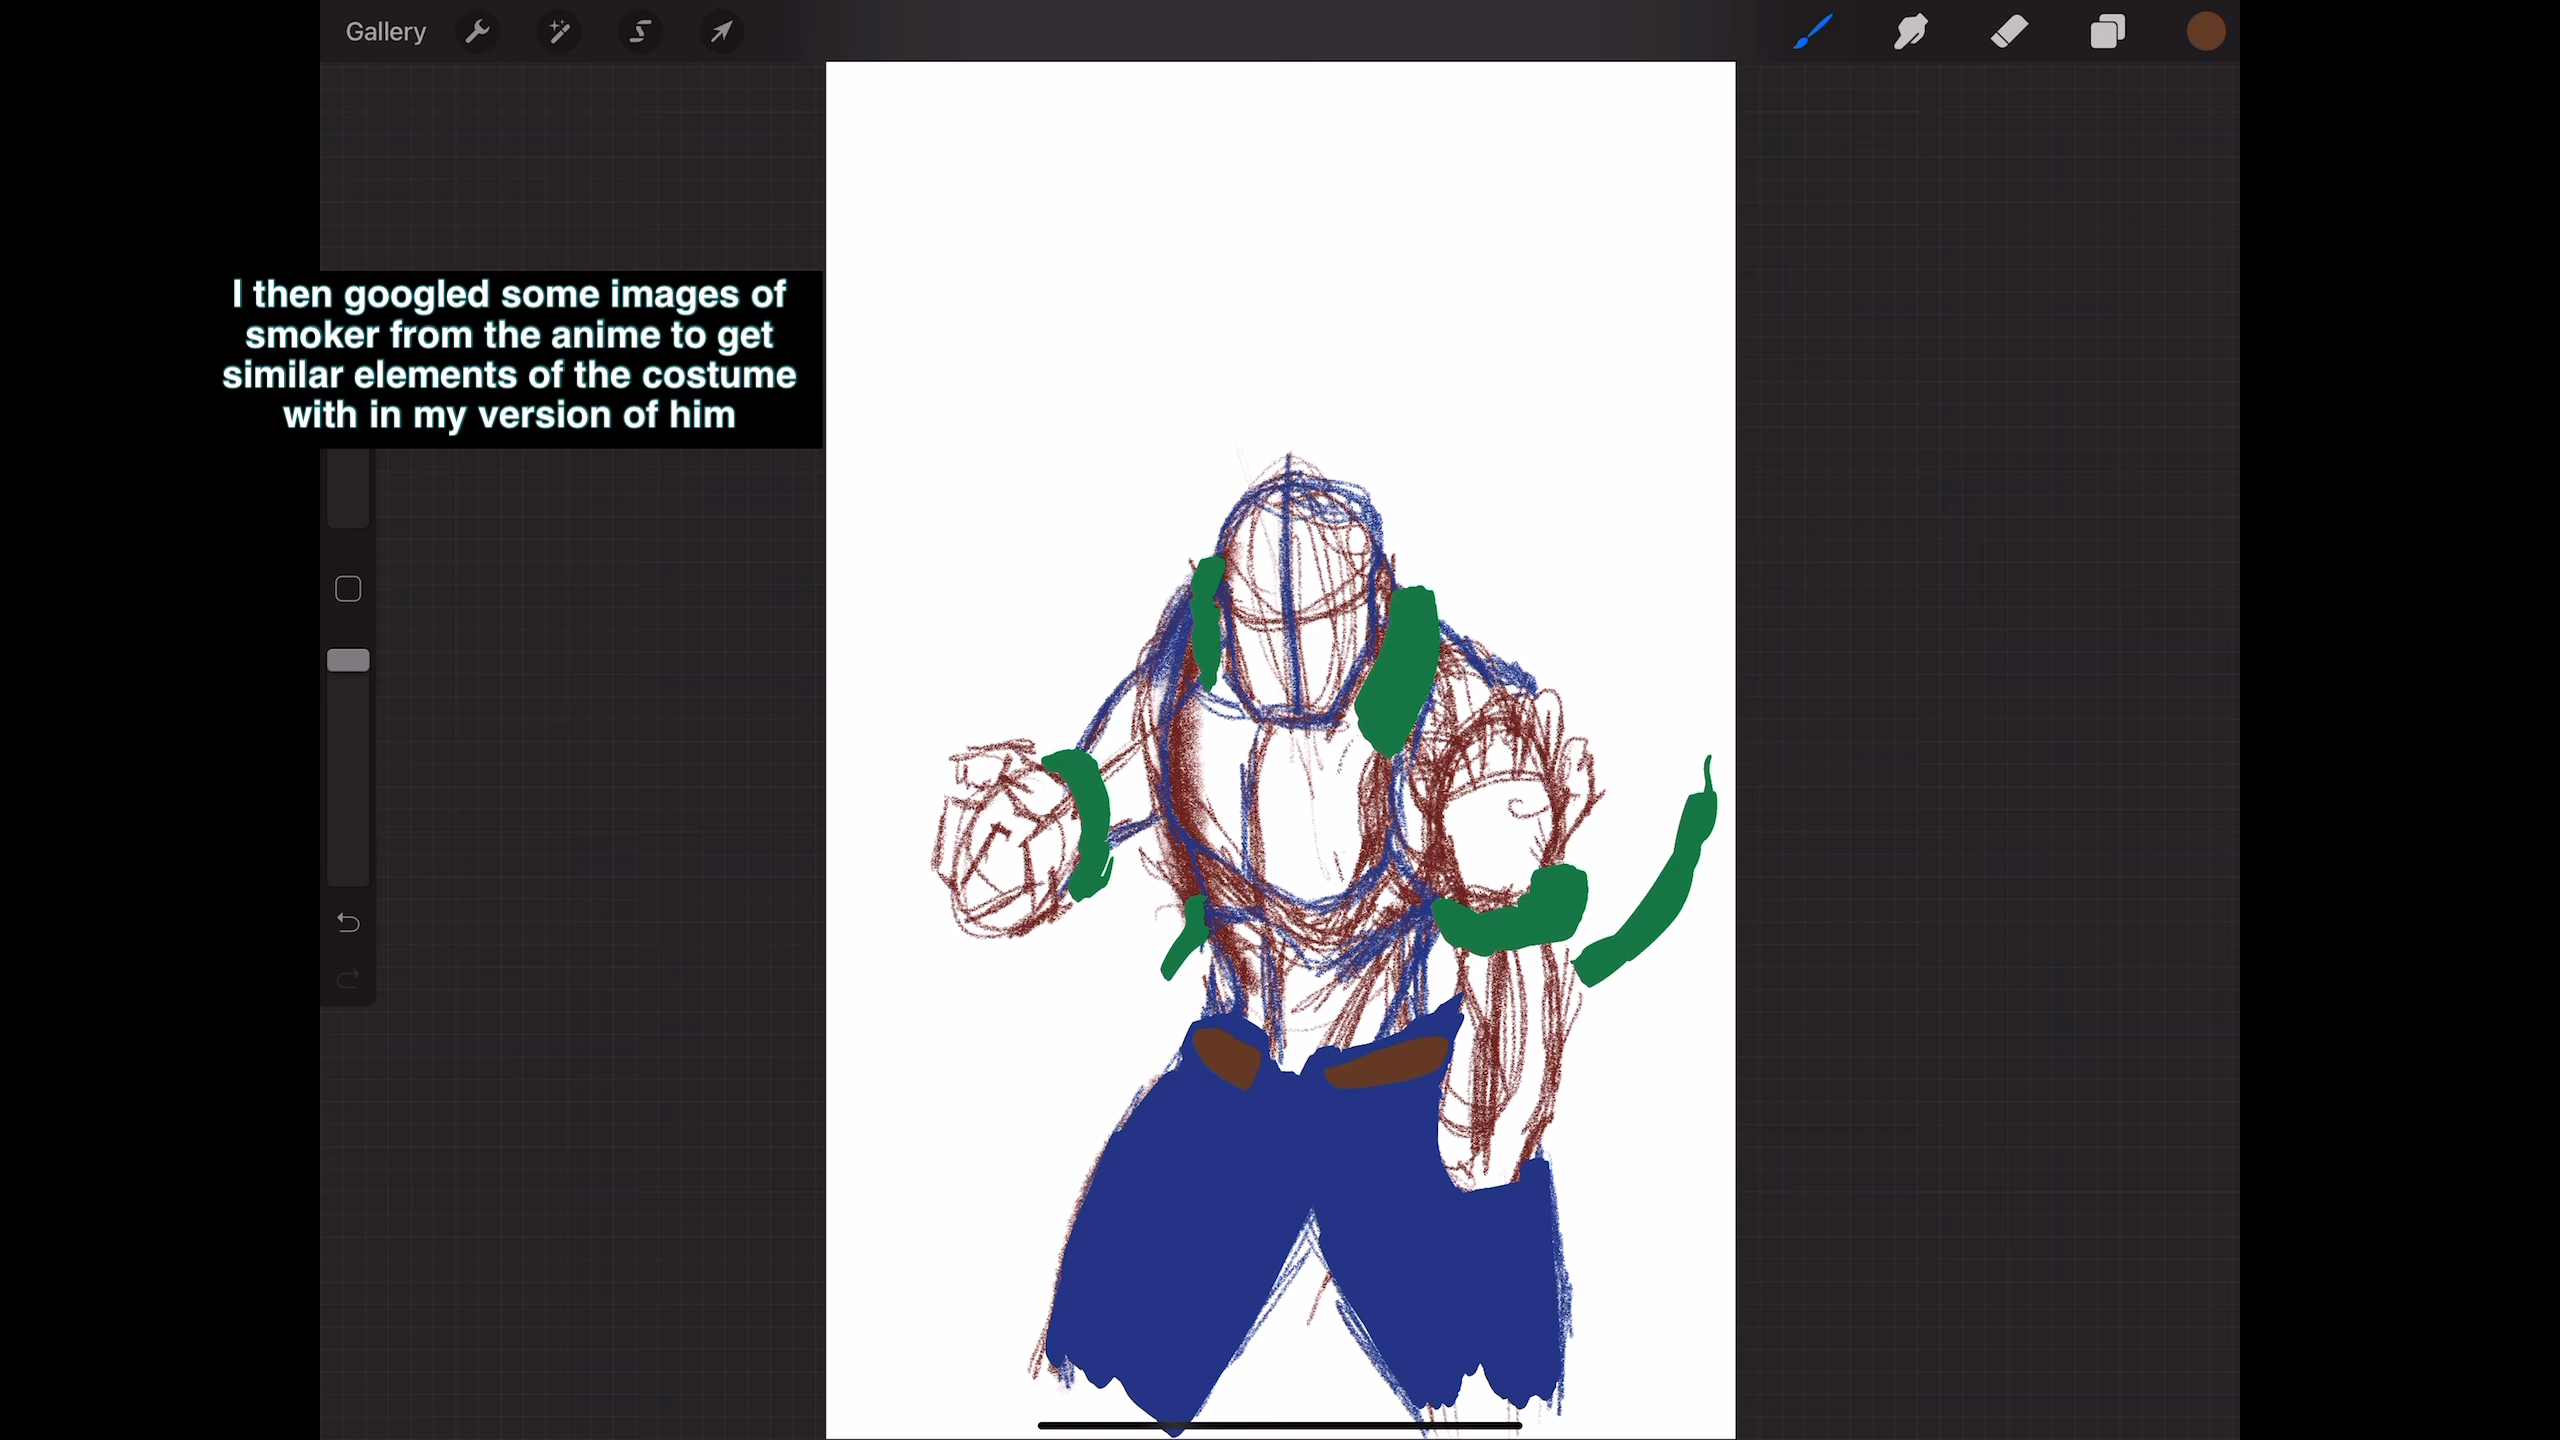 Gallery
I then googled some images of
smoker from the anime to get
similar elements of the costume
with in my version of him